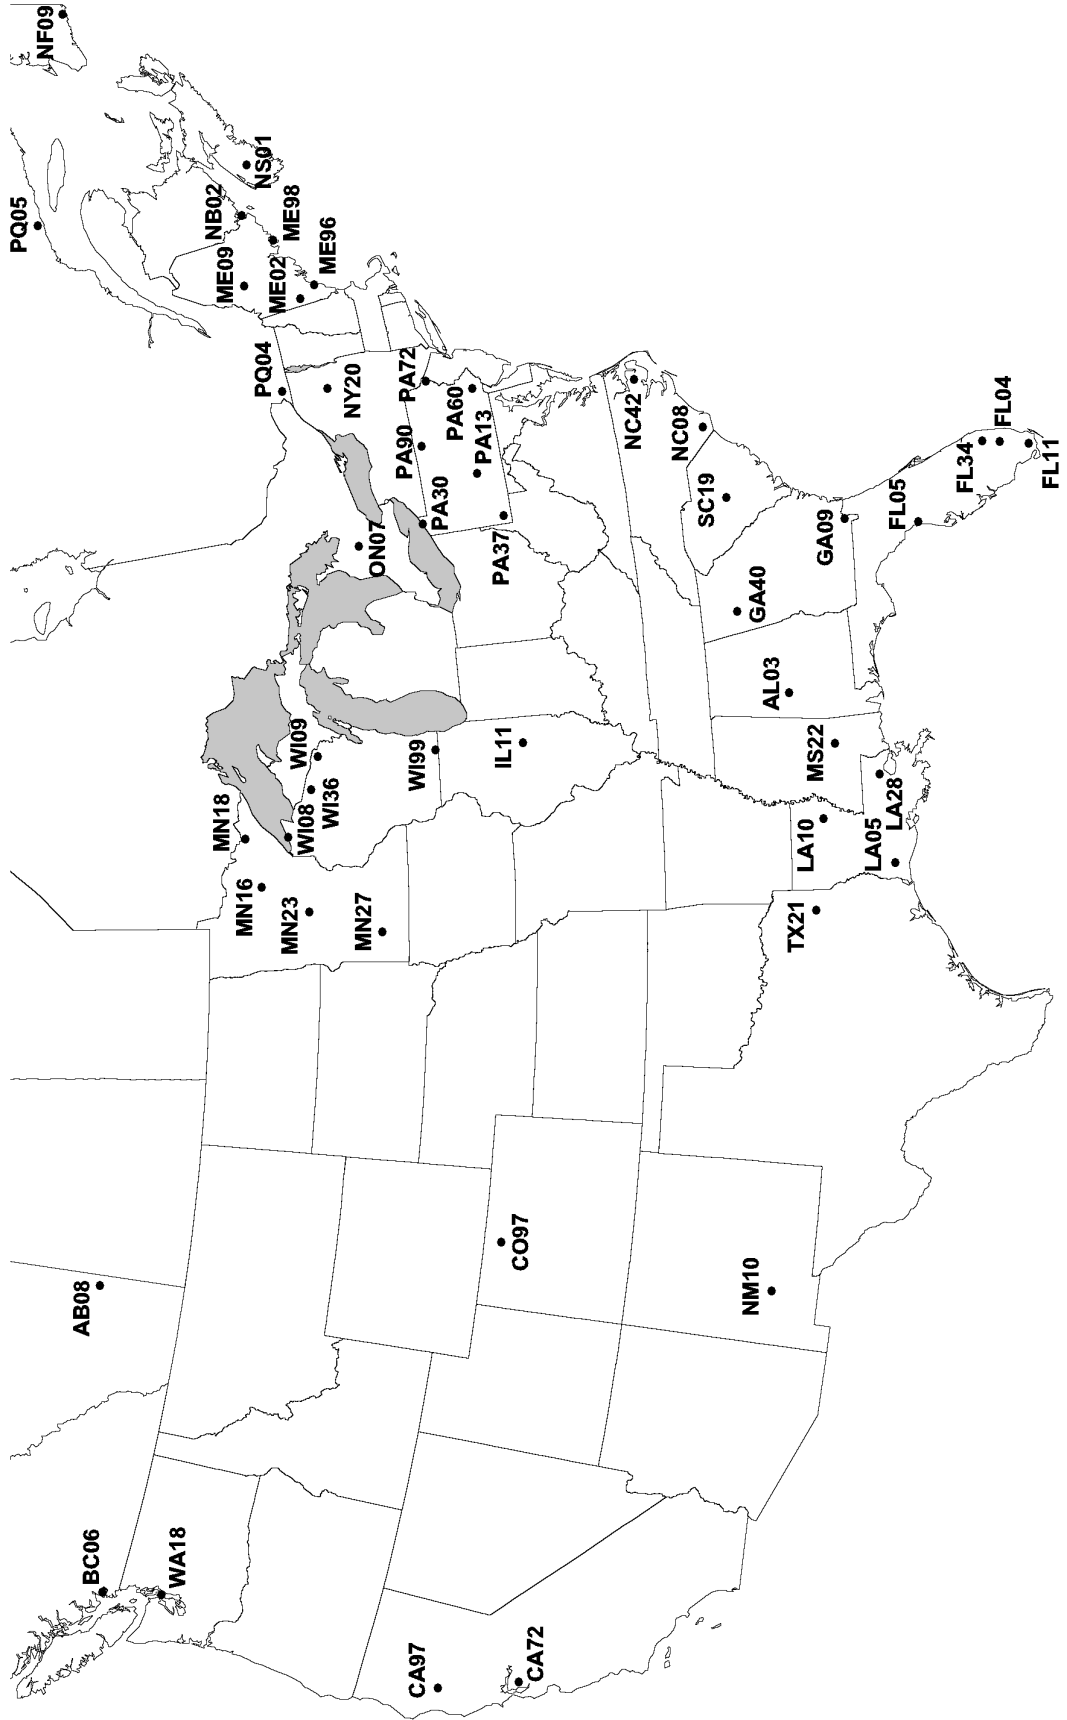 BC06
WA18
CA97
CA72
AB08
CO97
NM10
MN16
MN18
MN23
MN27
WI08
WI09
WI36
WI99
IL11
TX21
LA10
LA05
LA28
MS22
AL03
GA40
GA09
SC19
NC42
NC08
FL05
FL34
FL04
FL11
ON07
PA30
PA37
PA90
PA13
PA60
PA72
NY20
PQ04
ME09
ME02
ME96
ME98
NB02
NS01
PQ05
NF09